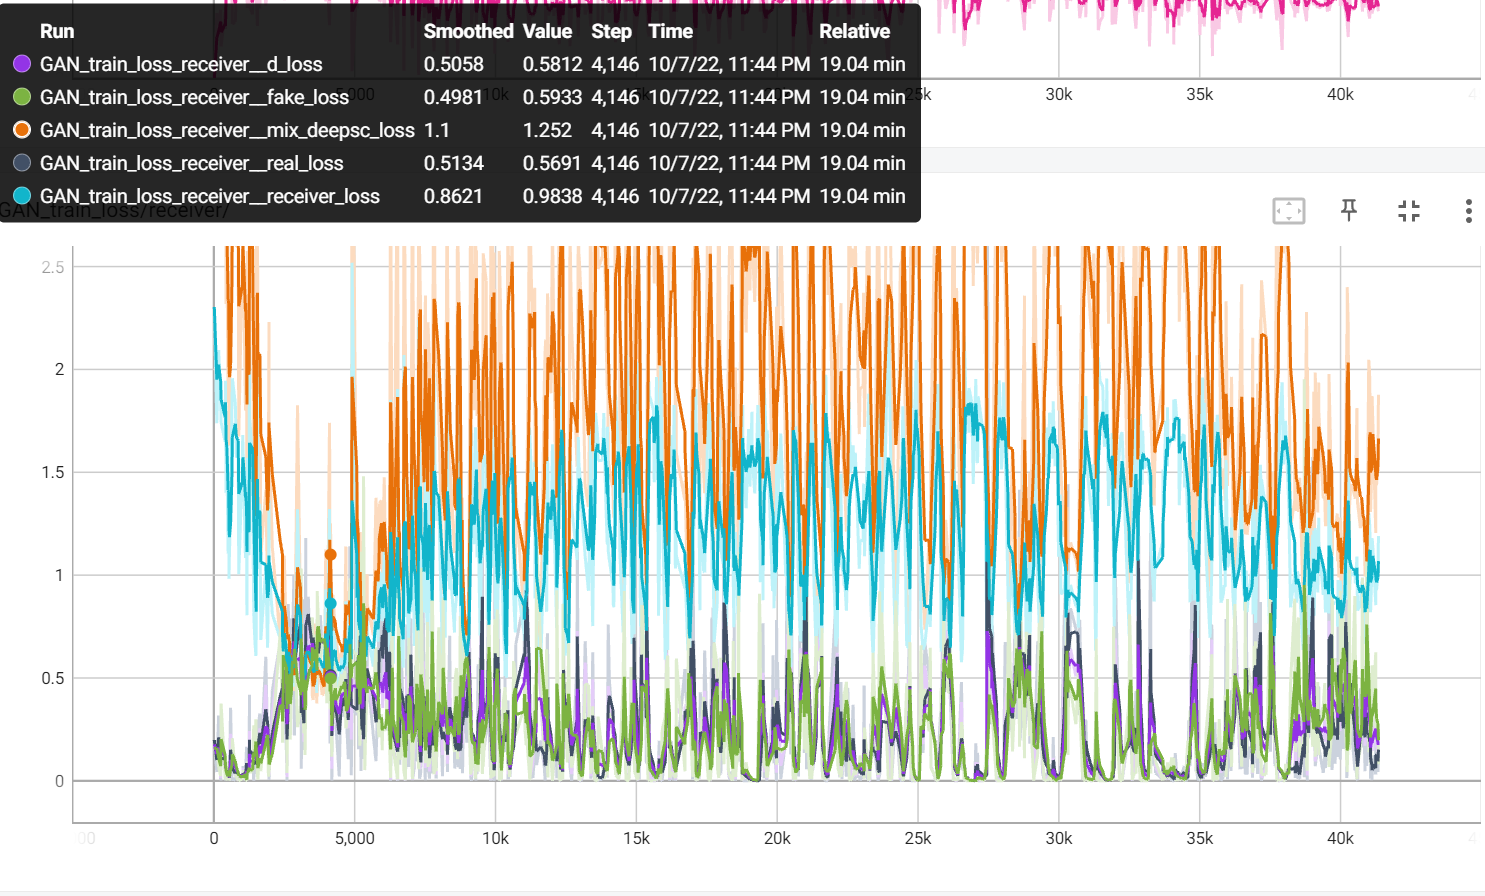 Run Smoothed Value Step Time Relative
GAN_train_loss_receiver__d_loss 0.5058 0.5812 4,146 10/7/22, 11:44 PM 19.04 min
GAN_train_loss_receiver__fake_loss 0.4981 0.5933 4,146 10/7/22, 11:44 PM 19.04 min
GAN_train_loss_receiver__mix_deepsc_loss 1.1 1.252 4,146 10/7/22, 11:44 PM 19.04 min
GAN_train_loss_receiver__real_loss 0.5134 0.5691 4,146 10/7/22, 11:44 PM 19.04 min
GAN_train_loss_receiver__receiver_loss 0.8621 0.9838 4,146 10/7/22, 11:44 PM 19.04 min
25k 30k 35k 40k
GAN_train_loss/receiver/
2.5
2
1.5
1
0.5
0
0 5,000 10k 15k 20k 25k 30k 35k 40k